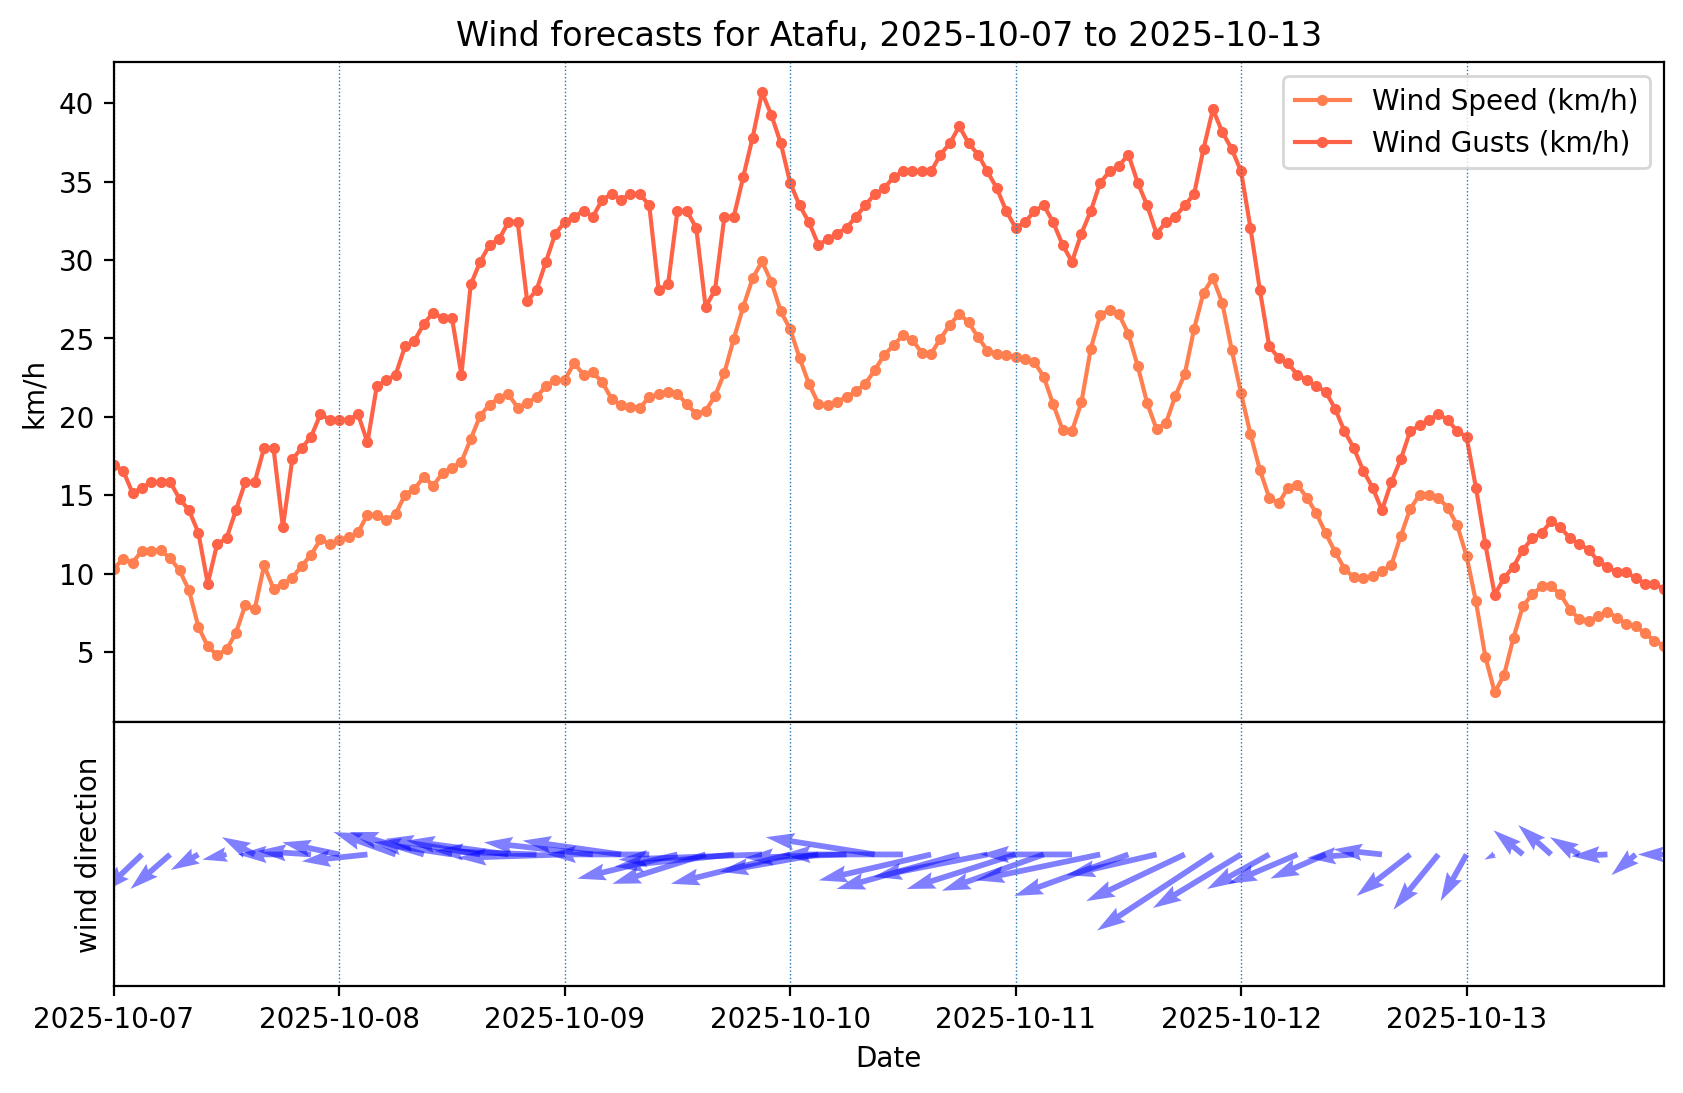 Wind forecasts for Atafu, 2025-10-07 to 2025-10-13
Wind Speed (km/h)
Wind Gusts (km/h)
40
35
30
25
20
15
10
5
km/h
wind direction
2025-10-07
2025-10-08
2025-10-09
2025-10-10
2025-10-11
2025-10-12
2025-10-13
Date